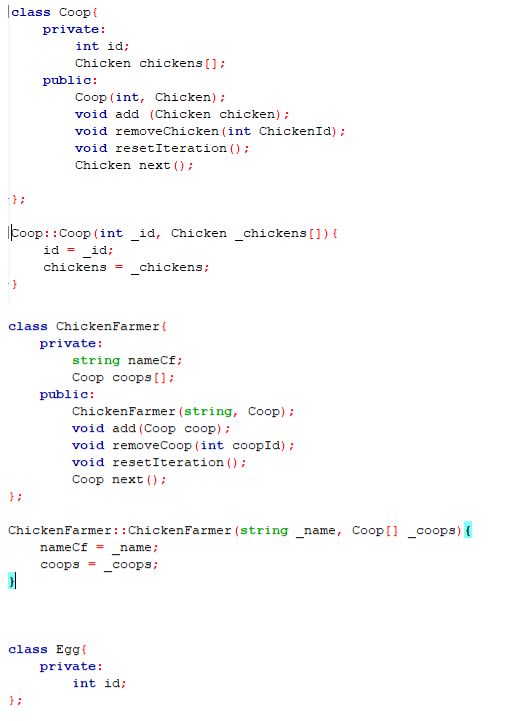 class Coop{
private:
int id;
Chicken chickens[];
public:
Coop(int, Chicken);
void add (Chicken chicken);
void removeChicken(int ChickenId);
void resetIteration();
Chicken next();
};
Coop::Coop(int _id, Chicken _chickens[]){
id = _id;
chickens = _chickens;
}
class ChickenFarmer{
private:
string nameCf;
Coop coops[];
public:
ChickenFarmer(string, Coop);
void add(Coop coop);
void removeCoop(int coopId);
void resetIteration();
Coop next();
};
ChickenFarmer::ChickenFarmer(string _name, Coop[] _coops){
nameCf = _name;
coops = _coops;
}
class Egg{
private:
int id;
};